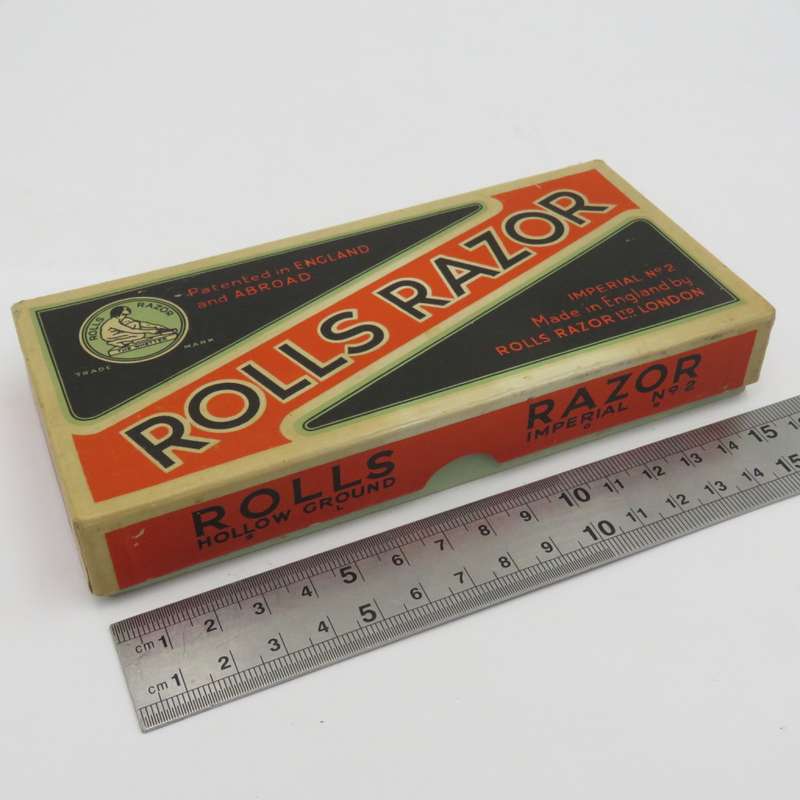 Patented in ENGLAND
and ABROAD
ROLLS RAZOR
THE WHETTER
TRADE MARK
ROLLS RAZOR
IMPERIAL Nº 2
Made in England by
ROLLS RAZOR LTD LONDON
ROLLS
HOLLOW GROUND
RAZOR
IMPERIAL Nº 2
cm 1 2 3 4 5 6 7 8 9 10 11 12 13 14 15
cm 1 2 3 4 5 6 7 8 9 10 11 12 13 14 15